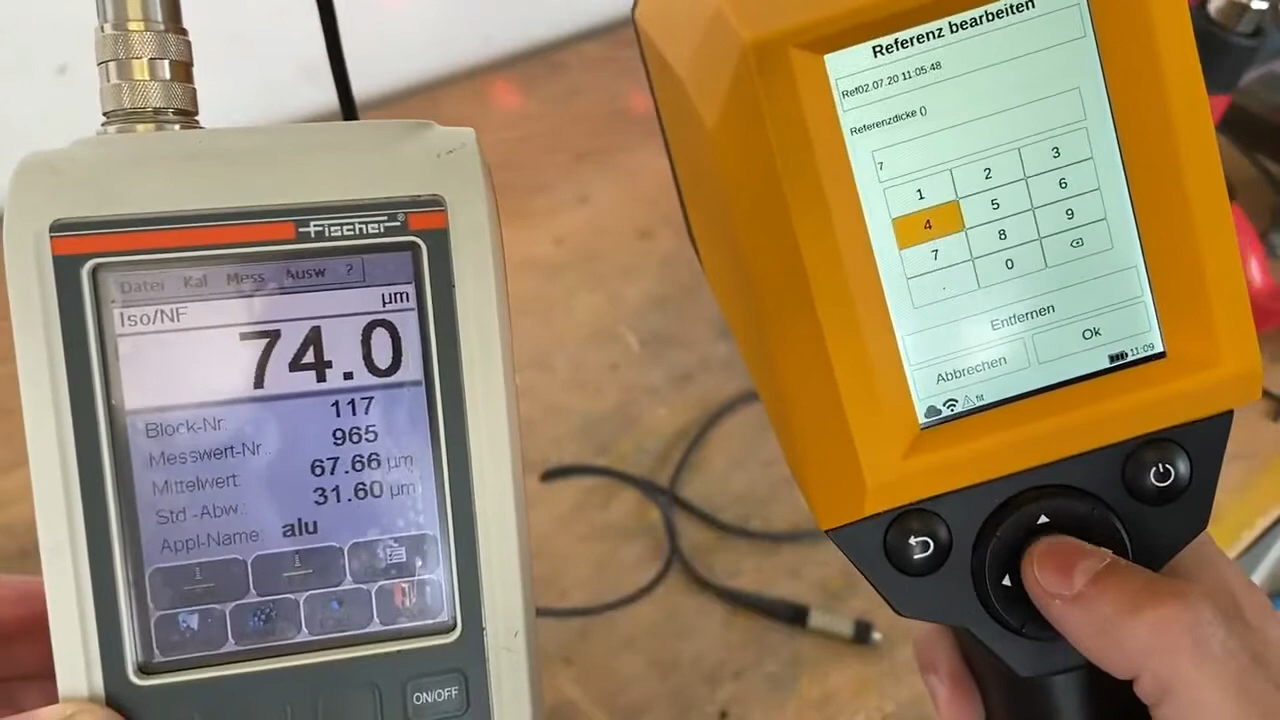 Fischer®
Datei Kal Mess Ausw ?
µm
Iso/NF
74.0
Block-Nr.: 117
Messwert-Nr.: 965
Mittelwert: 67.66 µm
Std.-Abw.: 31.60 µm
Appl-Name: alu
ON/OFF
Referenz bearbeiten
Ref02.07.20 11:05:48
Referenzdicke ()
7
1 2 3
4 5 6
7 8 9
. 0
Entfernen
Abbrechen Ok
fit 11:09